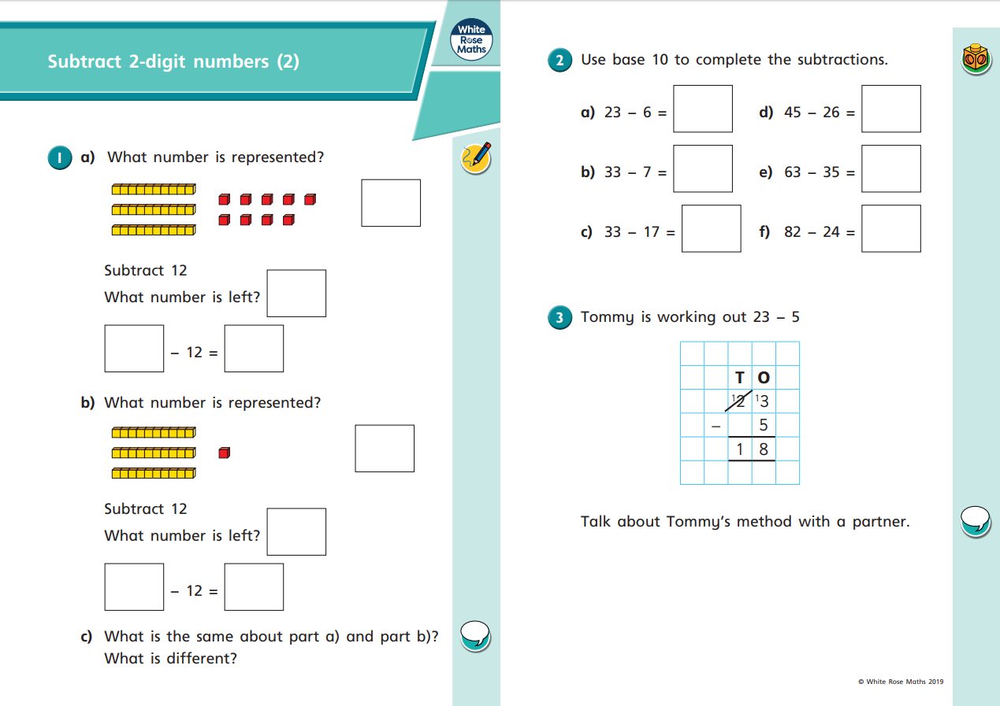 Subtract 2-digit numbers (2)
White
Rose
Maths
1 a) What number is represented?
Subtract 12
What number is left?
– 12 =
b) What number is represented?
Subtract 12
What number is left?
– 12 =
c) What is the same about part a) and part b)?
What is different?
2 Use base 10 to complete the subtractions.
a) 23 – 6 =
d) 45 – 26 =
b) 33 – 7 =
e) 63 – 35 =
c) 33 – 17 =
f) 82 – 24 =
3 Tommy is working out 23 – 5
T O
12 13
– 5
1 8
Talk about Tommy's method with a partner.
© White Rose Maths 2019